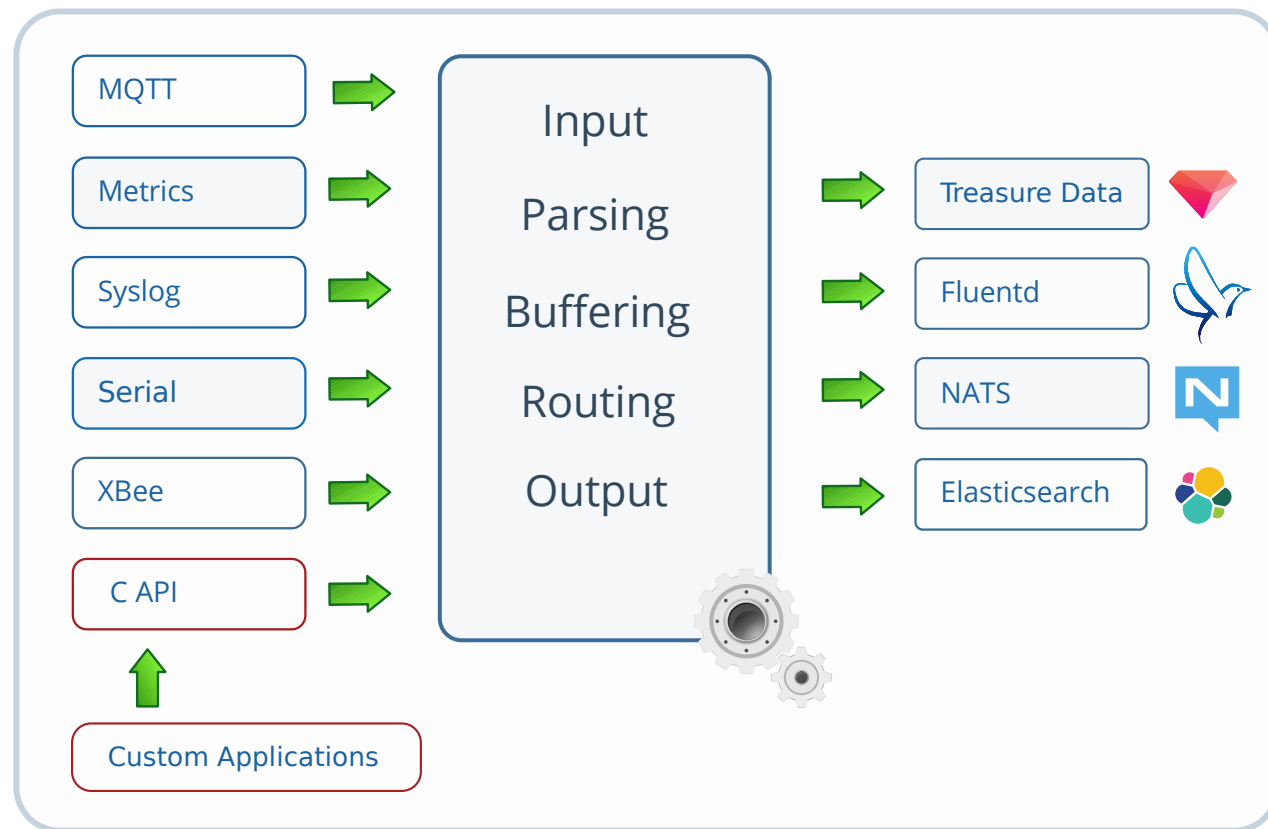 MQTT
Metrics
Syslog
Serial
XBee
C API
Custom Applications
Input
Parsing
Buffering
Routing
Output
Treasure Data
Fluentd
NATS
Elasticsearch
N